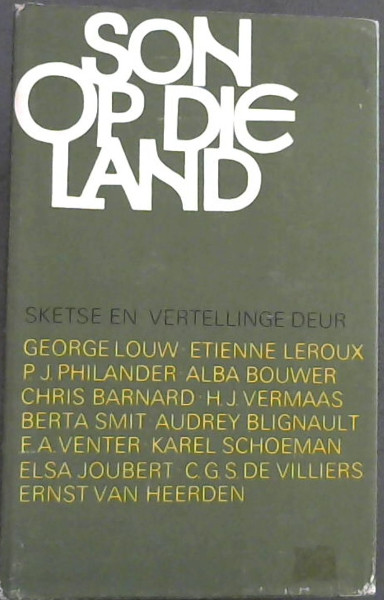 SON
OP DIE
LAND
SKETSE EN VERTELLINGE DEUR
GEORGE LOUW · ETIENNE LEROUX
P.J. PHILANDER · ALBA BOUWER
CHRIS BARNARD · H.J. VERMAAS
BERTA SMIT · AUDREY BLIGNAULT
F.A. VENTER · KAREL SCHOEMAN
ELSA JOUBERT · C.G.S. DE VILLIERS
ERNST VAN HEERDEN